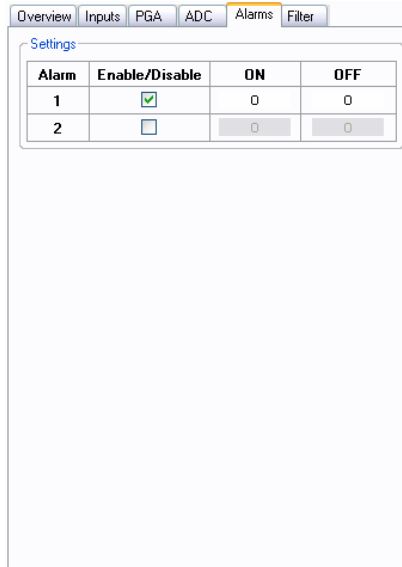 Overview Inputs PGA ADC Alarms Filter
Settings
Alarm Enable/Disable ON OFF
1 0 0
2 0 0